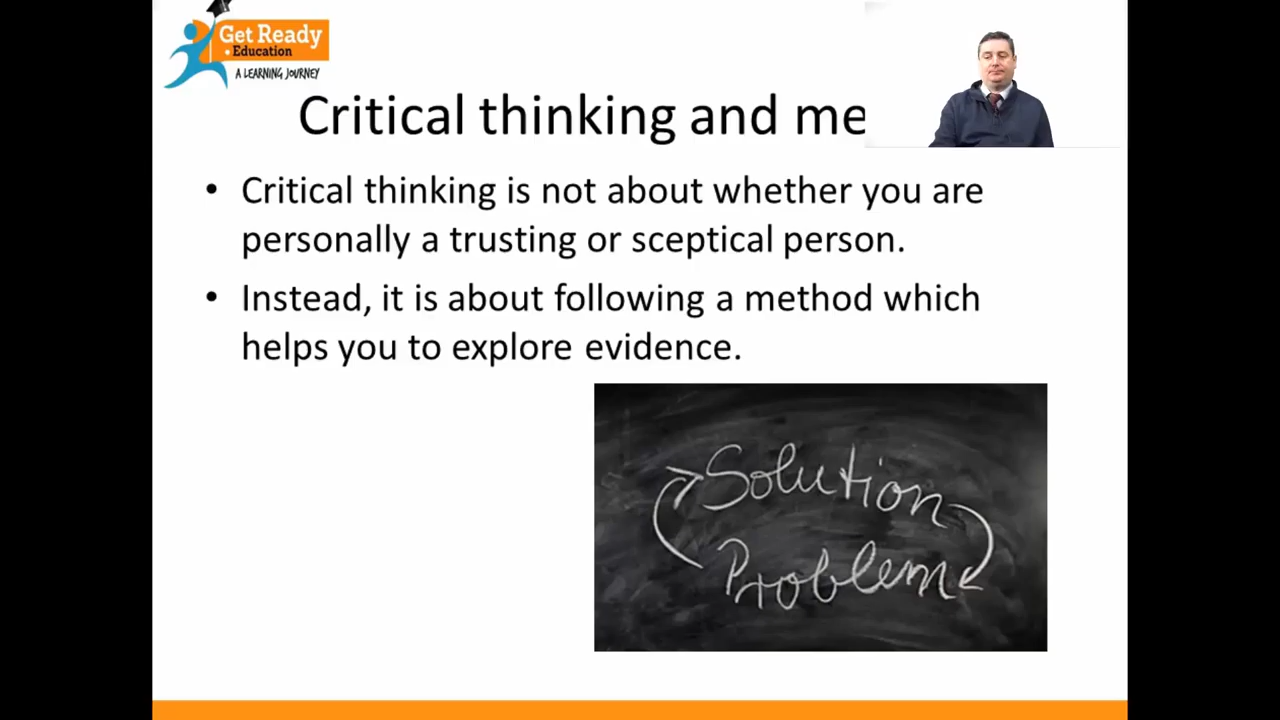 Get Ready
• Education
A LEARNING JOURNEY
Critical thinking and me
• Critical thinking is not about whether you are
personally a trusting or sceptical person.
• Instead, it is about following a method which
helps you to explore evidence.
Solution
Problem